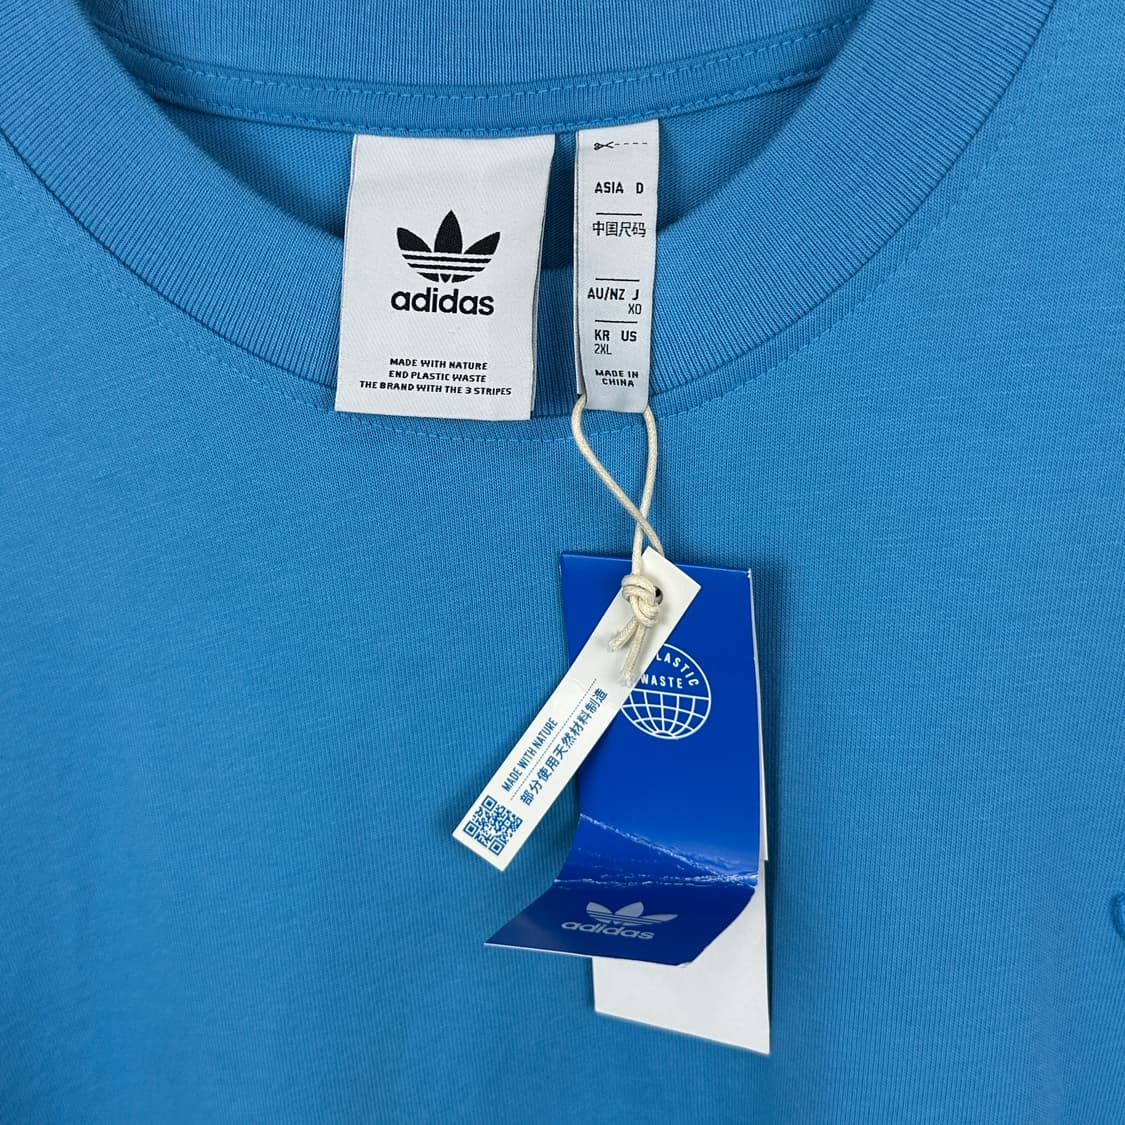 adidas
MADE WITH NATURE
END PLASTIC WASTE
THE BRAND WITH THE 3 STRIPES
ASIA D
中国尺码
AU/NZ J
XO
KR US
2XL
MADE IN
CHINA
WASTE
MADE WITH NATURE
部分使用天然材料制造
adidas